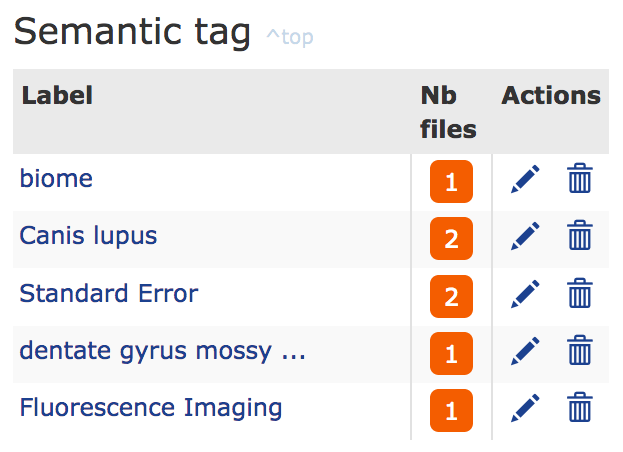 Semantic tag ^top
Label Nb files Actions
biome 1
Canis lupus 2
Standard Error 2
dentate gyrus mossy ... 1
Fluorescence Imaging 1